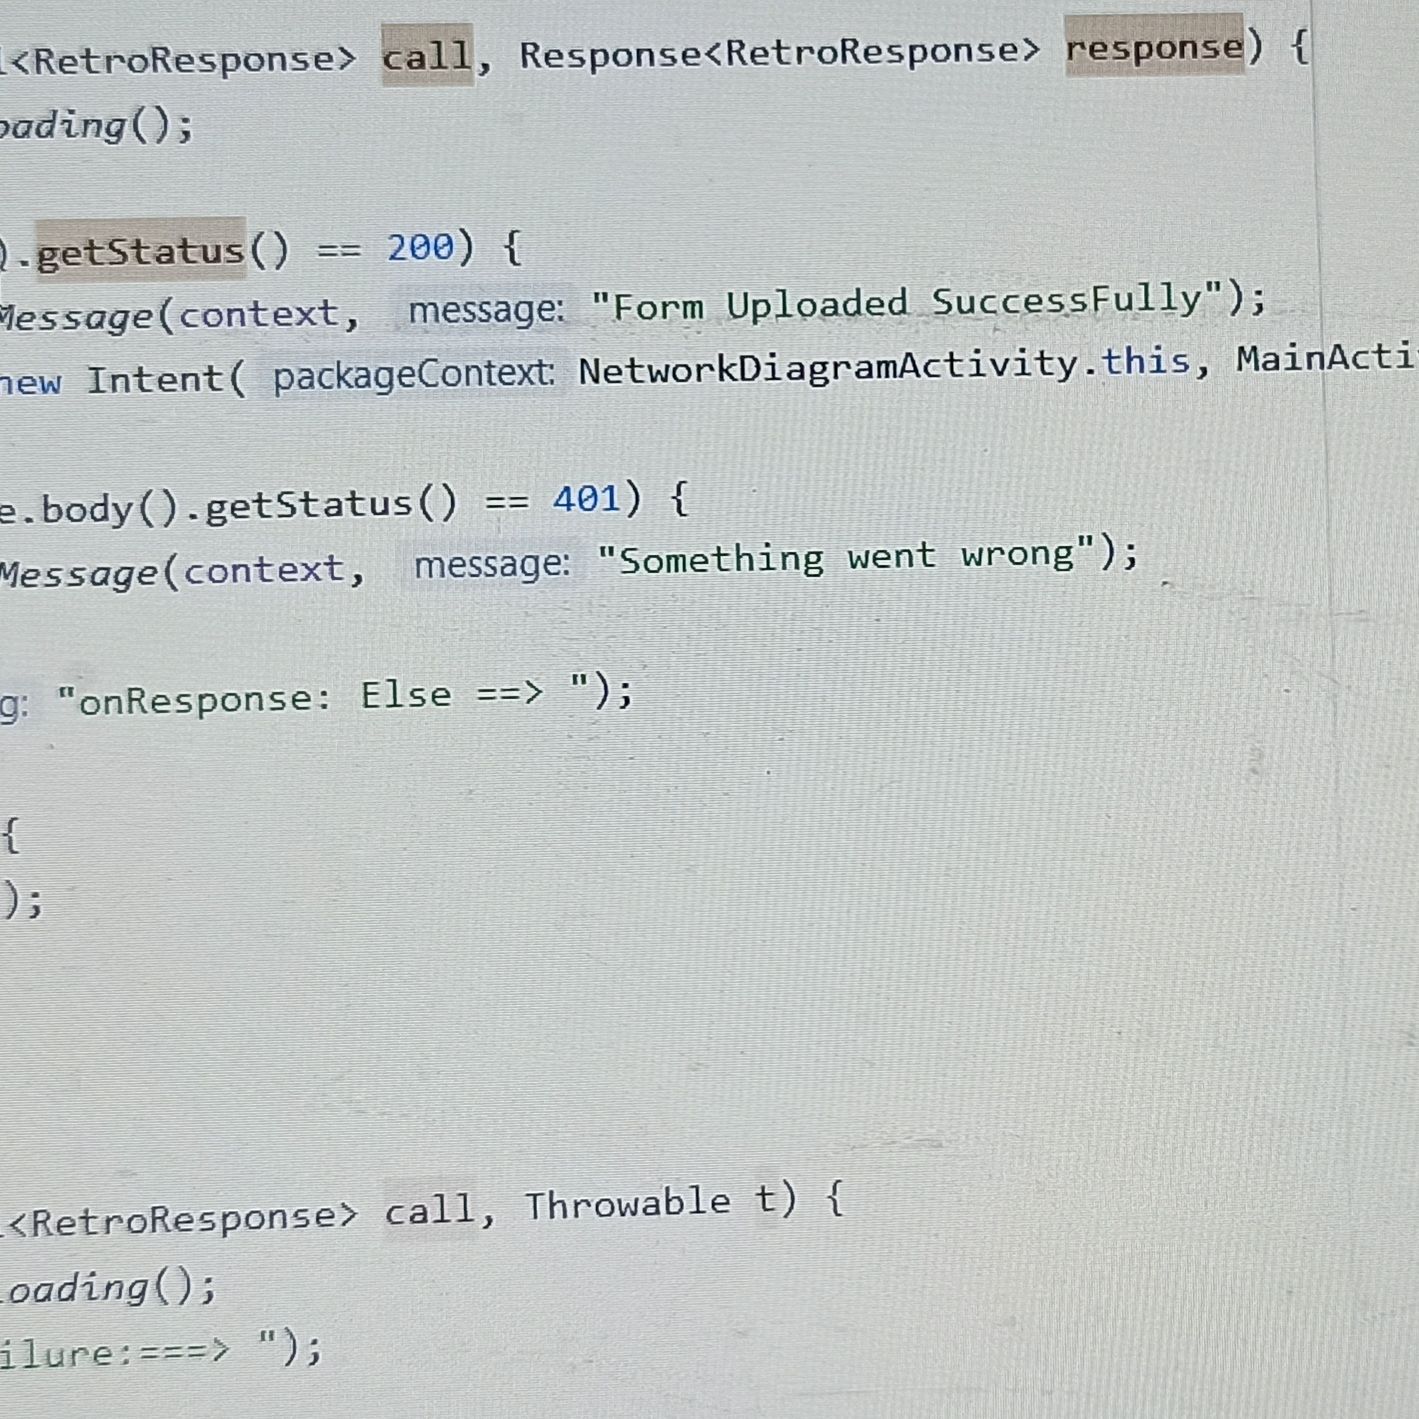 <RetroResponse> call, Response<RetroResponse> response) {
oading();
).getStatus() == 200) {
Message(context, message: "Form Uploaded SuccessFully");
new Intent( packageContext: NetworkDiagramActivity.this, MainActi
e.body().getStatus() == 401) {
Message(context, message: "Something went wrong");
g: "onResponse: Else ==> ");
{
);
<RetroResponse> call, Throwable t) {
oading();
ilure:===> ");